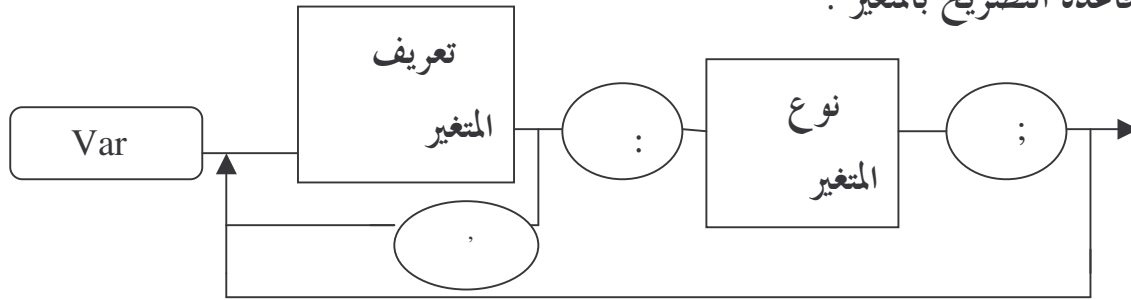 قاعدة التصريح بالمتغير :
Var
تعريف
المتغير
:
نوع
المتغير
;
,